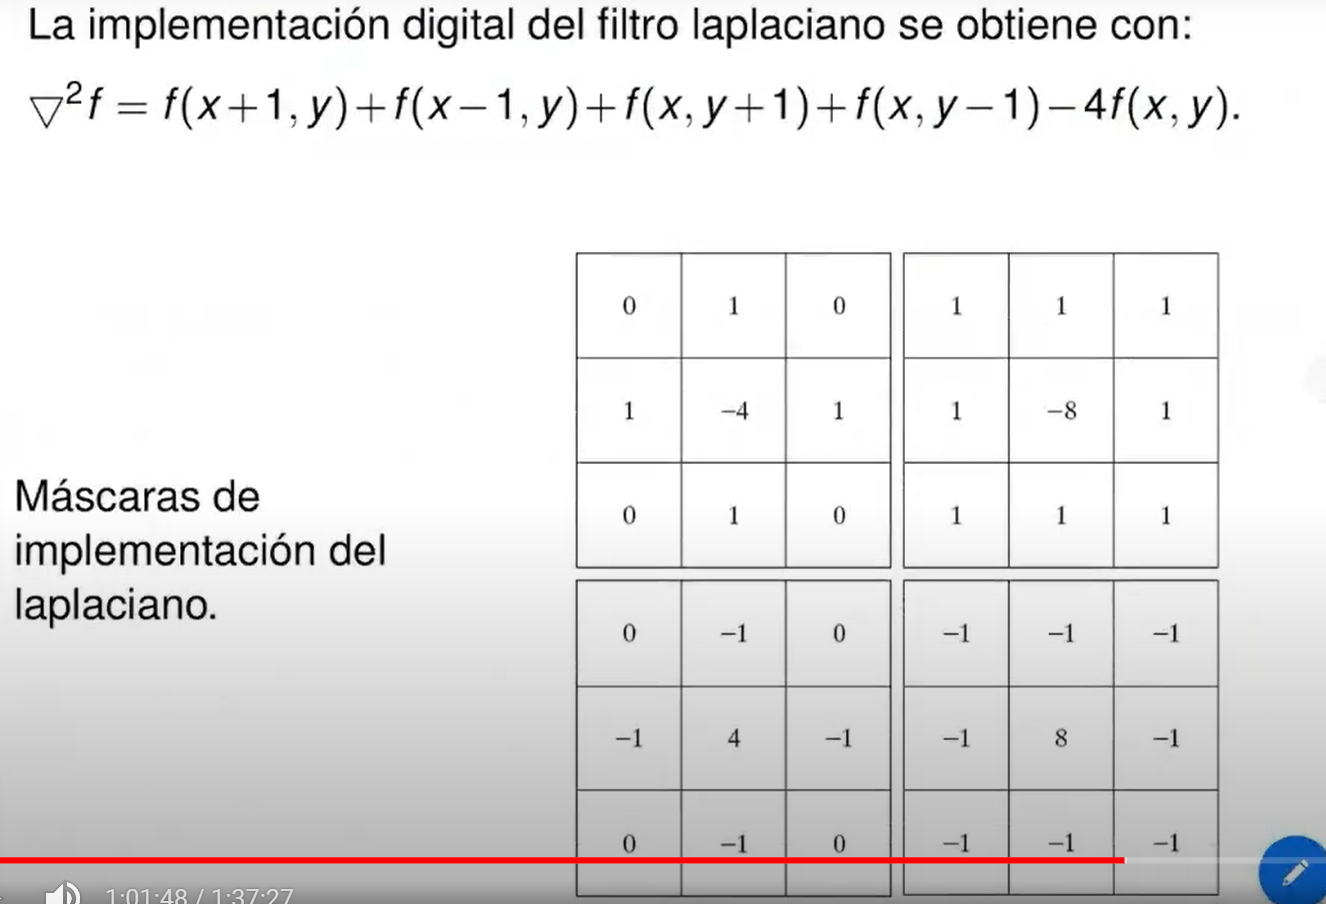 La implementación digital del filtro laplaciano se obtiene con:
▽²f = f(x+1, y)+f(x−1, y)+f(x, y+1)+f(x, y−1)−4f(x, y).
0 1 0 1 1 1
1 −4 1 1 −8 1
0 1 0 1 1 1
Máscaras de
implementación del
laplaciano.
0 −1 0 −1 −1 −1
−1 4 −1 −1 8 −1
0 −1 0 −1 −1 −1
1:01:48 / 1:37:27